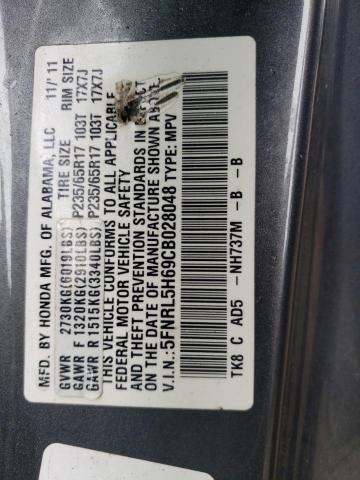 MFD. BY HONDA MFG. OF ALABAMA, LLC 11/'11
TIRE SIZE RIM SIZE
GVWR 2730KG(6019LBS)
GAWR F 1320KG(2910LBS) P235/65R17 103T 17X7J
GAWR R 1515KG(3340LBS) P235/65R17 103T 17X7J
THIS VEHICLE CONFORMS TO ALL APPLICABLE
FEDERAL MOTOR VEHICLE SAFETY
AND THEFT PREVENTION STANDARDS IN EFFECT
ON THE DATE OF MANUFACTURE SHOWN ABOVE.
V.I.N.:5FNRL5H69CB028048 TYPE: MPV
TK8 C AD5 -NH737M -B -B